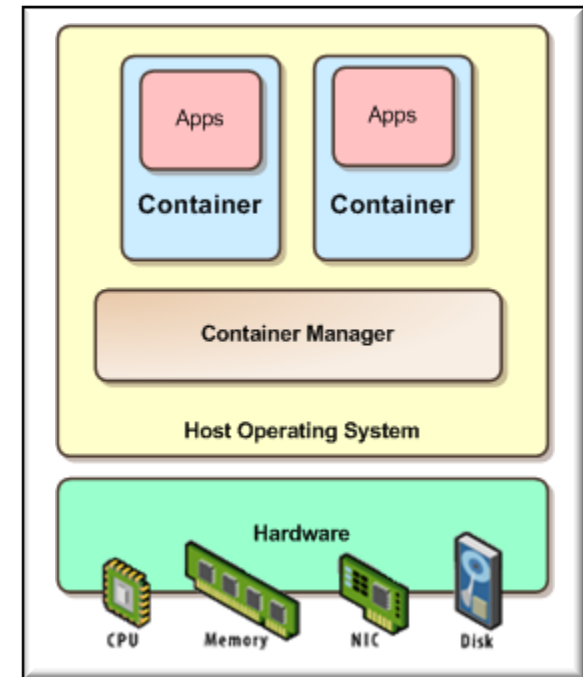 Apps
Apps
Container
Container
Container Manager
Host Operating System
Hardware
CPU
Memory
NIC
Disk